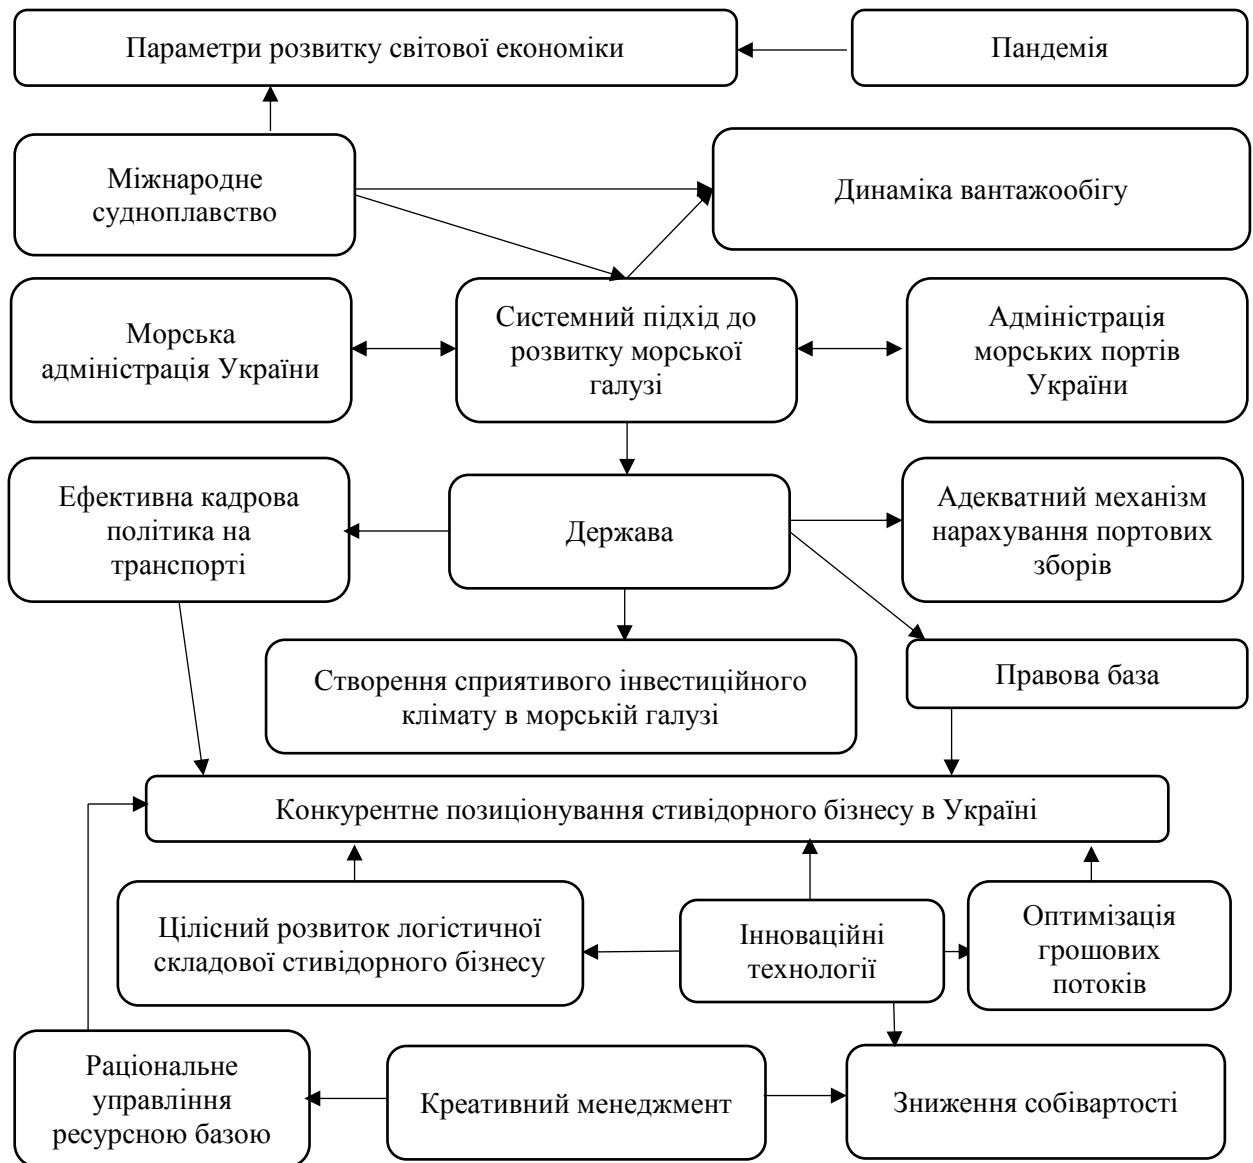 Параметри розвитку світової економіки
Пандемія
Міжнародне
судноплавство
Динаміка вантажообігу
Морська
адміністрація України
Системний підхід до
розвитку морської
галузі
Адміністрація
морських портів
України
Ефективна кадрова
політика на
транспорті
Держава
Адекватний механізм
нарахування портових
зборів
Створення сприятивого інвестиційного
клімату в морській галузі
Правова база
Конкурентне позиціонування стивідорного бізнесу в Україні
Цілісний розвиток логістичної
складової стивідорного бізнесу
Інноваційні
технології
Оптимізація
грошових
потоків
Раціональне
управління
ресурсною базою
Креативний менеджмент
Зниження собівартості